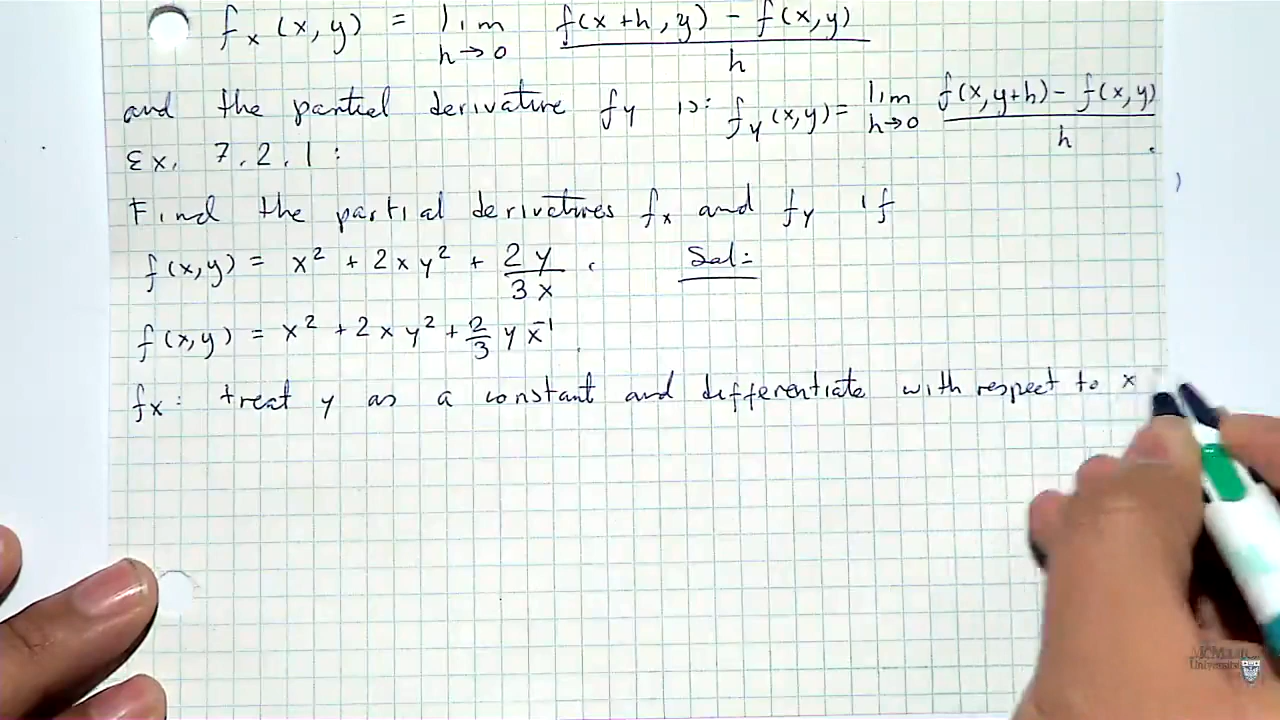 fx (x,y) = lim h→0 f(x+h,y) - f(x,y) / h
and the partial derivative fy is: fy (x,y) = lim h→0 f(x,y+h) - f(x,y) / h .
Ex. 7.2.1:
Find the partial derivatives fx and fy if
f(x,y) = x² + 2xy² + 2y / 3x . Sol:
f(x,y) = x² + 2xy² + 2/3 y x⁻¹
fx: treat y as a constant and differentiate with respect to x
McMaster
University